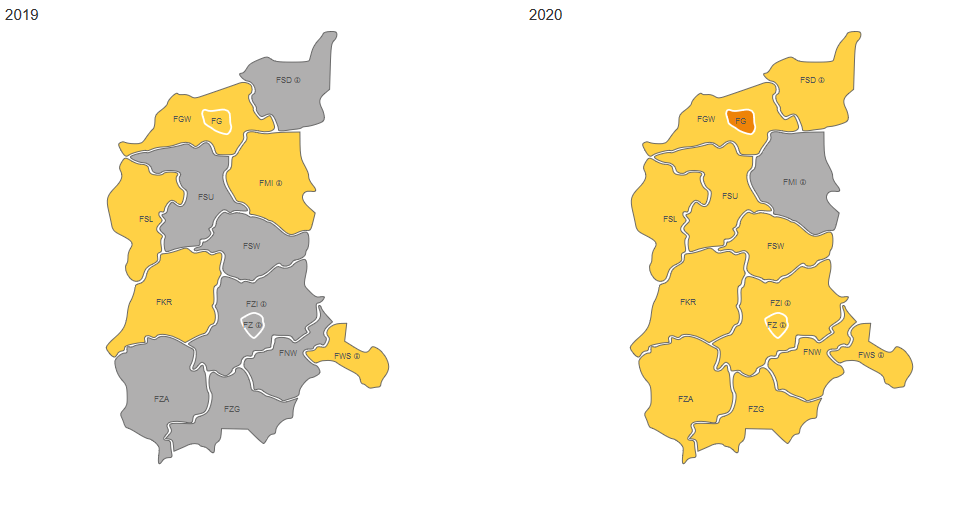 2019
2020
FSD ⓘ
FGW
FG
FMI ⓘ
FSU
FSL
FSW
FKR
FZI ⓘ
FZ ⓘ
FNW
FWS ⓘ
FZA
FZG
FSD ⓘ
FGW
FG
FMI ⓘ
FSU
FSL
FSW
FKR
FZI ⓘ
FZ ⓘ
FNW
FWS ⓘ
FZA
FZG